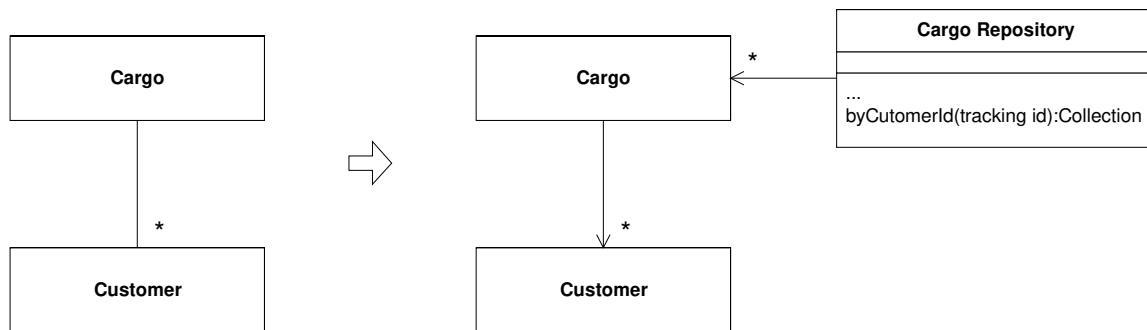 Cargo
*
Customer
Cargo
*
Customer
*
Cargo Repository
...
byCutomerId(tracking id):Collection